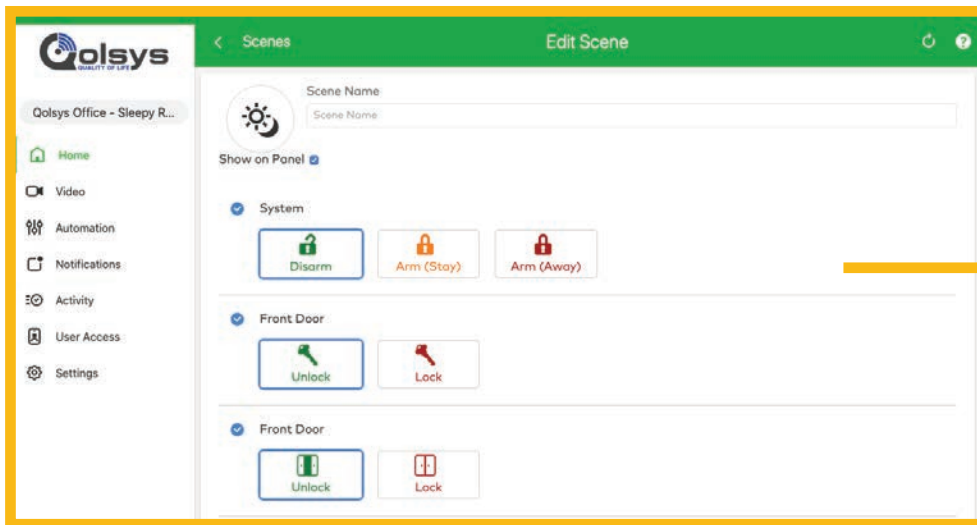 Qolsys
QUALITY OF LIFE
Qolsys Office - Sleepy R...
Home
Video
Automation
Notifications
Activity
User Access
Settings
Scenes
Edit Scene
?
Scene Name
Scene Name
Show on Panel
System
Disarm
Arm (Stay)
Arm (Away)
Front Door
Unlock
Lock
Front Door
Unlock
Lock